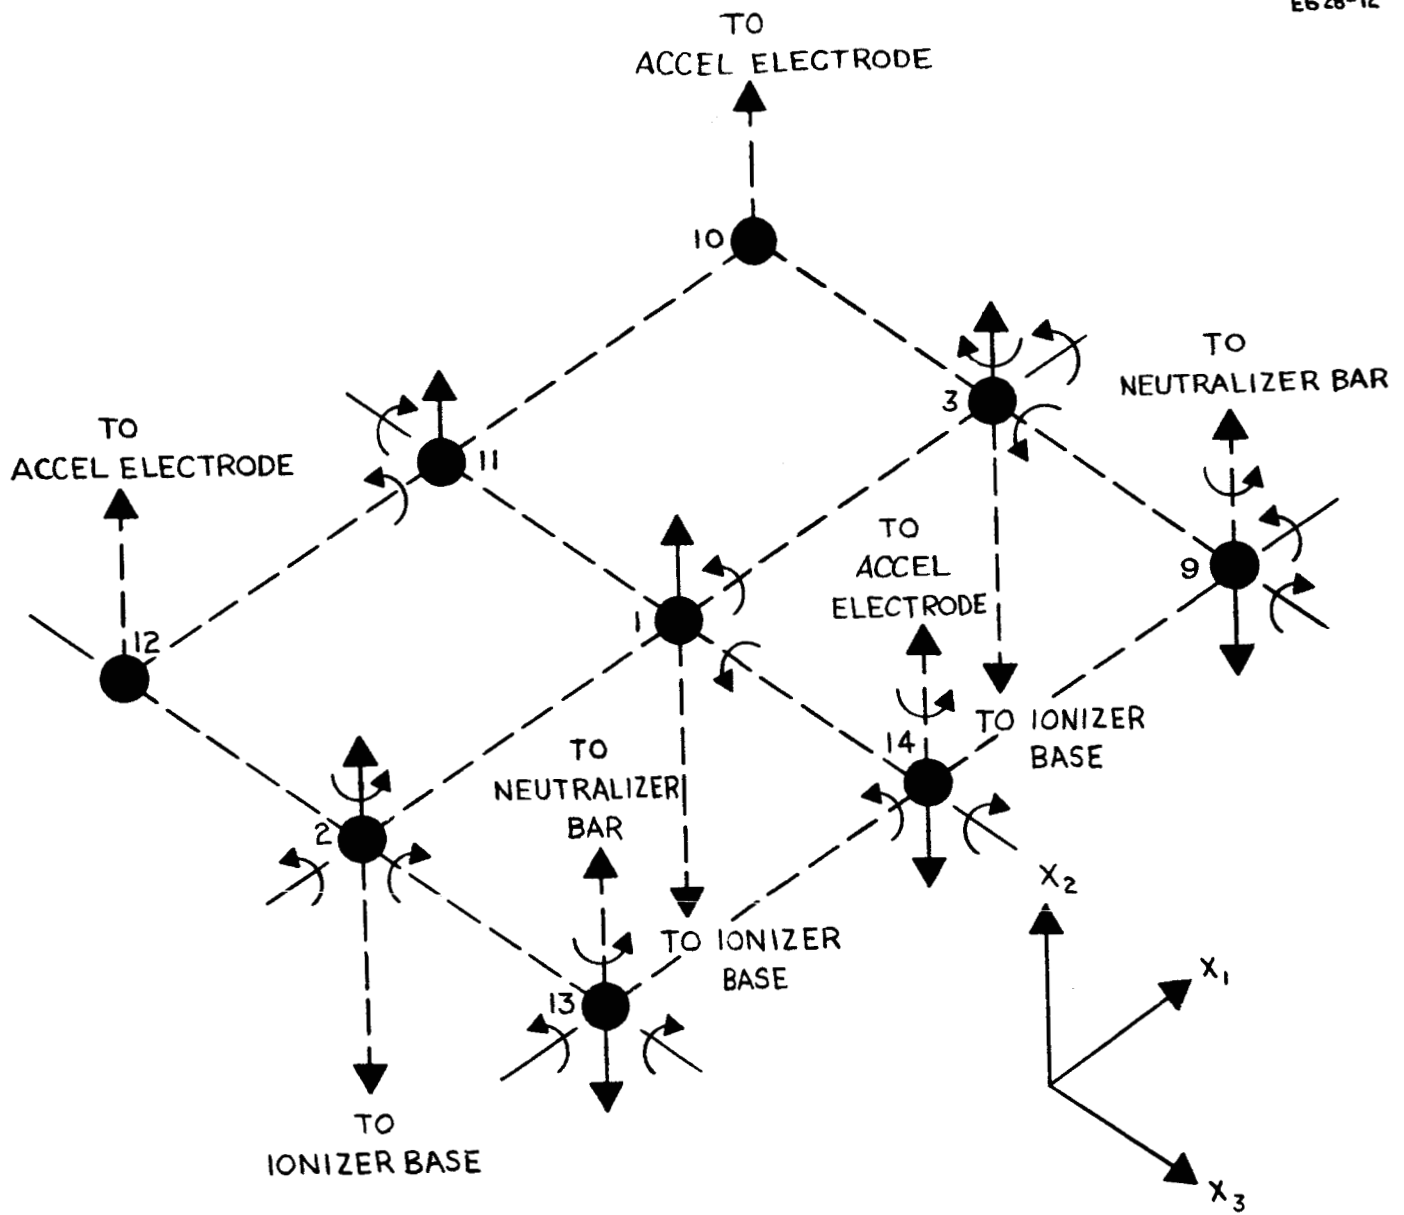 E628-12
TO
ACCEL ELECTRODE
10
TO
NEUTRALIZER BAR
3
TO
ACCEL ELECTRODE
11
TO
ACCEL
ELECTRODE
9
12
1
TO IONIZER
BASE
14
TO
NEUTRALIZER
BAR
2
X2
TO IONIZER
BASE
X1
13
TO
IONIZER BASE
X3